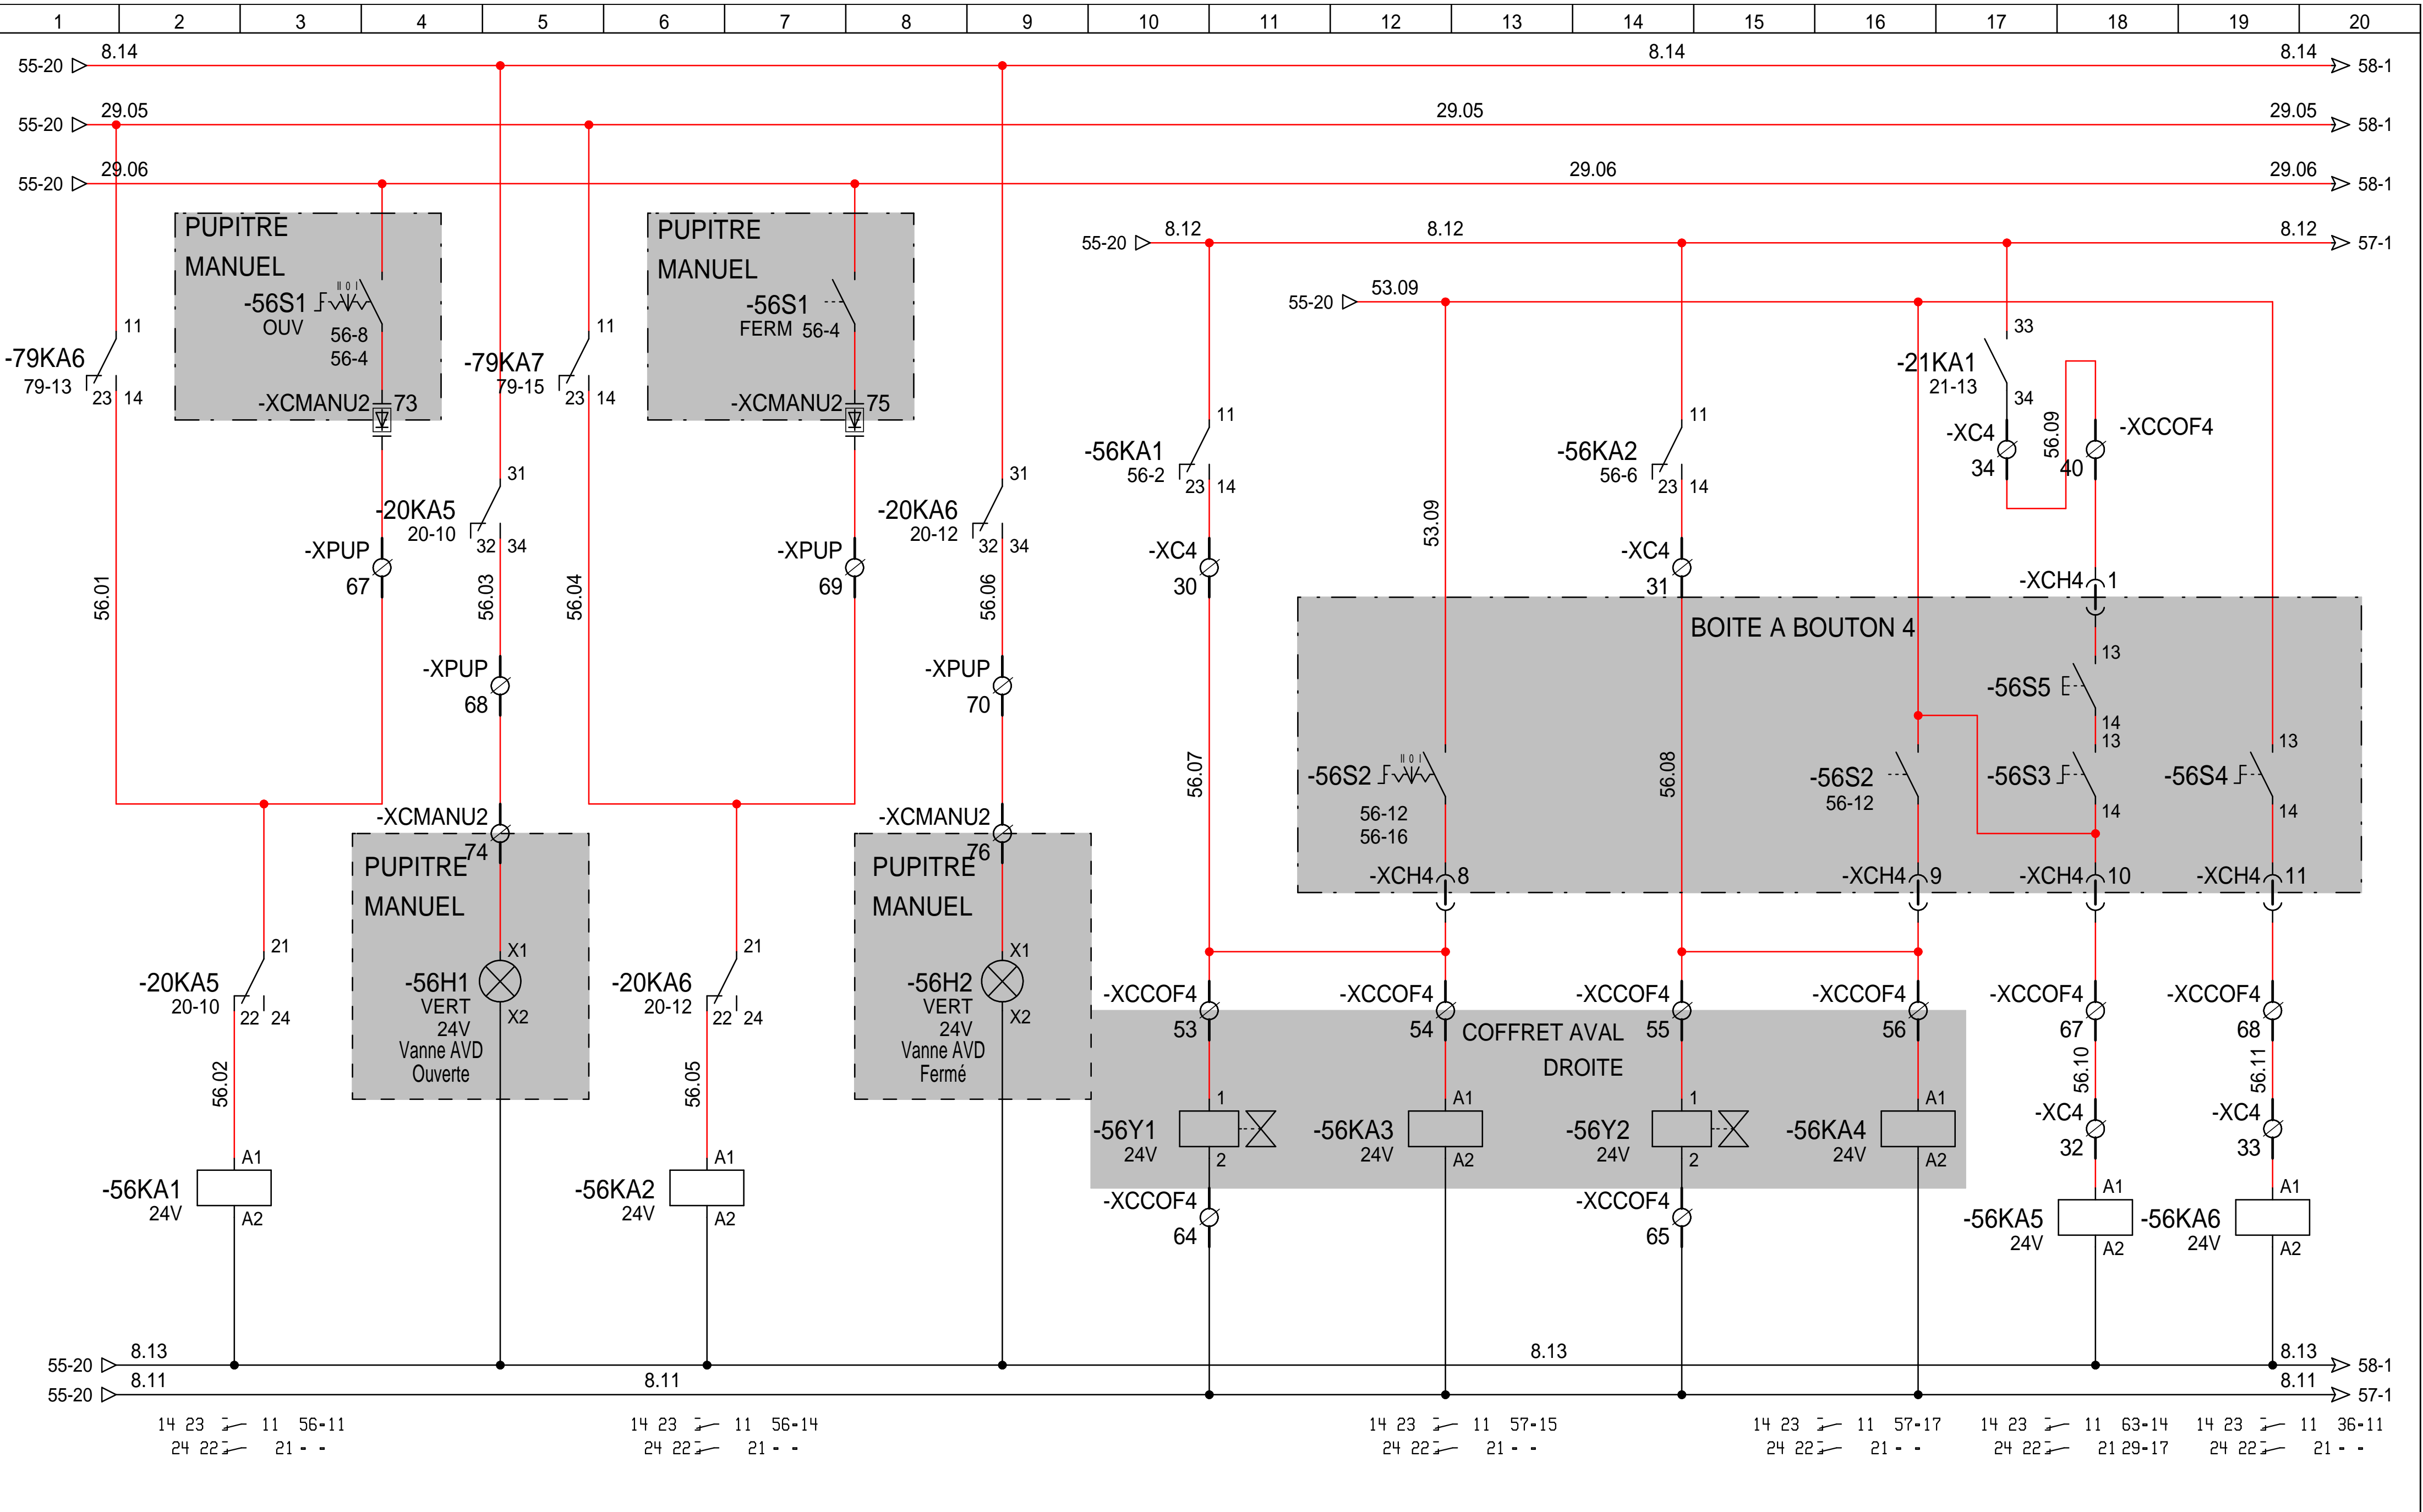 1 2 3 4 5 6 7 8 9 10 11 12 13 14 15 16 17 18 19 20
55-20 8.14 8.14 8.14 58-1
55-20 29.05 29.05 29.05 58-1
55-20 29.06 29.06 29.06 58-1
55-20 8.12 8.12 8.12 57-1
55-20 53.09
-79KA6
79-13
11
23 14
56.01
PUPITRE
MANUEL
-56S1
OUV
II 0 I
56-8
56-4
-XCMANU2 73
-XPUP
67
-20KA5
20-10
21
22 24
56.02
-56KA1
24V
A1
A2
-20KA5
20-10
31
32 34
56.03
-XPUP
68
-XCMANU2
74
PUPITRE
MANUEL
-56H1
VERT
24V
Vanne AVD
Ouverte
X1
X2
-79KA7
79-15
11
23 14
56.04
PUPITRE
MANUEL
-56S1
FERM 56-4
-XCMANU2 75
-XPUP
69
-20KA6
20-12
21
22 24
56.05
-56KA2
24V
A1
A2
-20KA6
20-12
31
32 34
56.06
-XPUP
70
-XCMANU2
76
PUPITRE
MANUEL
-56H2
VERT
24V
Vanne AVD
Fermé
X1
X2
-56KA1
56-2
11
23 14
-XC4
30
56.07
-XCCOF4
53
-56Y1
24V
1
2
-XCCOF4
64
53.09
BOITE A BOUTON 4
-56S2
II 0 I
56-12
56-16
-XCH4 8
-XCCOF4
54
COFFRET AVAL
DROITE
-56KA3
24V
A1
A2
-56KA2
56-6
11
23 14
-XC4
31
56.08
-XCCOF4
55
-56Y2
24V
1
2
-XCCOF4
65
-56S2
56-12
-XCH4 9
-XCCOF4
56
-56KA4
24V
A1
A2
-21KA1
21-13
33
34
-XC4
34
56.09
-XCCOF4
40
-XCH4 1
-56S5
13
14
-56S3
13
14
-XCH4 10
-XCCOF4
67
56.10
-XC4
32
-56KA5
24V
A1
A2
-56S4
13
14
-XCH4 11
-XCCOF4
68
56.11
-XC4
33
-56KA6
24V
A1
A2
55-20 8.13 8.13 8.13 58-1
55-20 8.11 8.11 8.11 57-1
14 23 11 56-11 14 23 11 56-14 14 23 11 57-15 14 23 11 57-17 14 23 11 63-14 14 23 11 36-11
24 22 21 - - 24 22 21 - - 24 22 21 - - 24 22 21 - - 24 22 21 29-17 24 22 21 - -